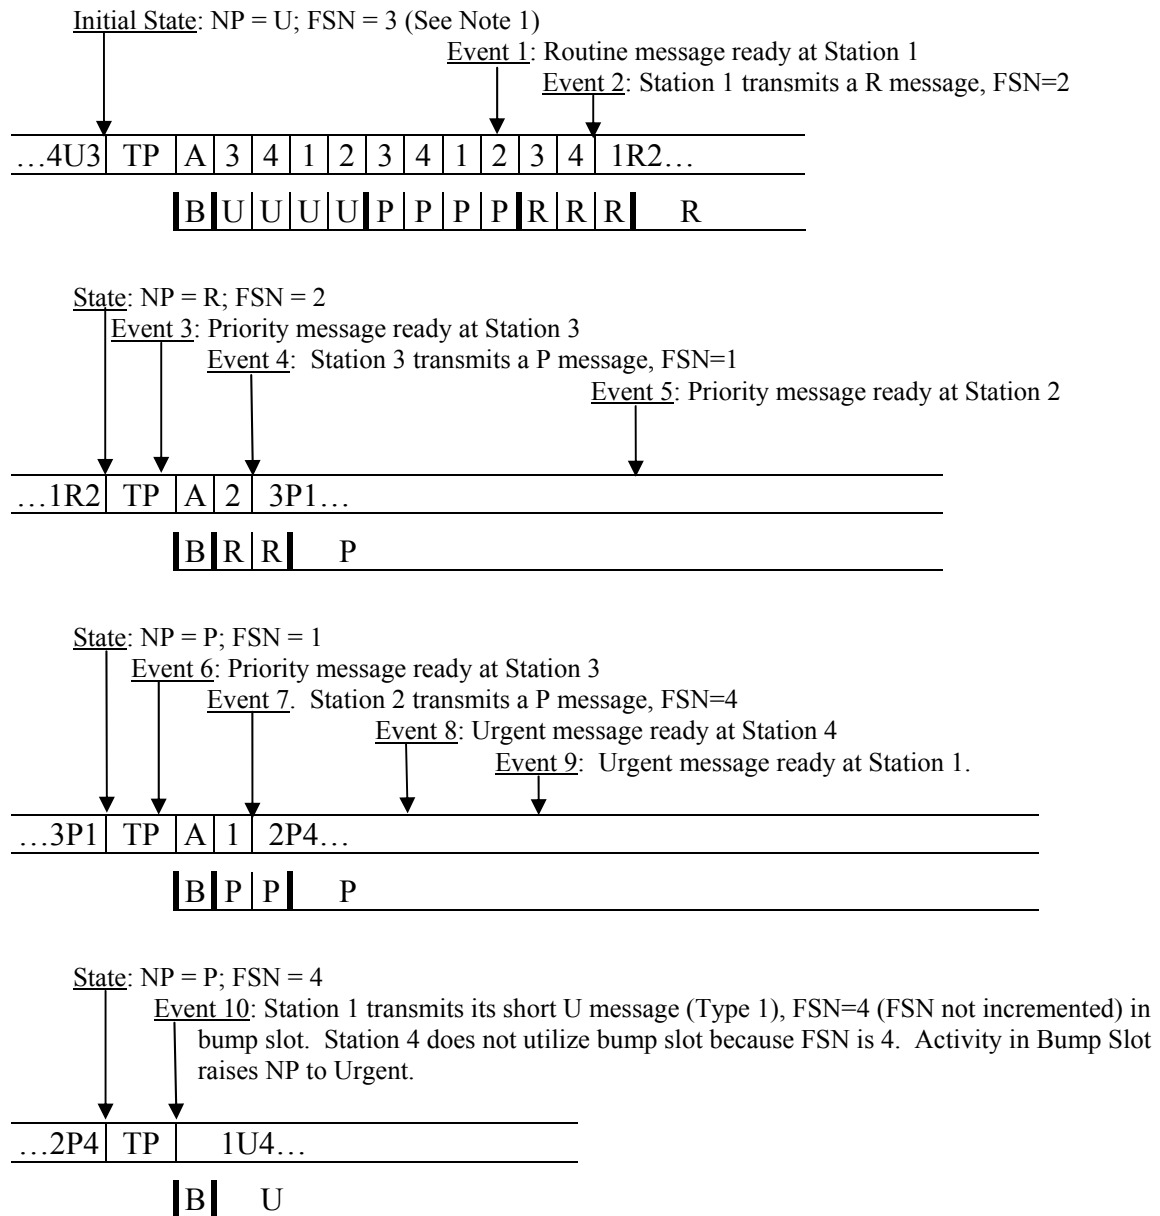 Initial State: NP = U; FSN = 3 (See Note 1)
Event 1: Routine message ready at Station 1
Event 2: Station 1 transmits a R message, FSN=2
…4U3 TP A 3 4 1 2 3 4 1 2 3 4 1R2…
B U U U U P P P P R R R R
State: NP = R; FSN = 2
Event 3: Priority message ready at Station 3
Event 4: Station 3 transmits a P message, FSN=1
Event 5: Priority message ready at Station 2
…1R2 TP A 2 3P1…
B R R P
State: NP = P; FSN = 1
Event 6: Priority message ready at Station 3
Event 7. Station 2 transmits a P message, FSN=4
Event 8: Urgent message ready at Station 4
Event 9: Urgent message ready at Station 1.
…3P1 TP A 1 2P4…
B P P P
State: NP = P; FSN = 4
Event 10: Station 1 transmits its short U message (Type 1), FSN=4 (FSN not incremented) in
bump slot. Station 4 does not utilize bump slot because FSN is 4. Activity in Bump Slot
raises NP to Urgent.
…2P4 TP 1U4…
B U